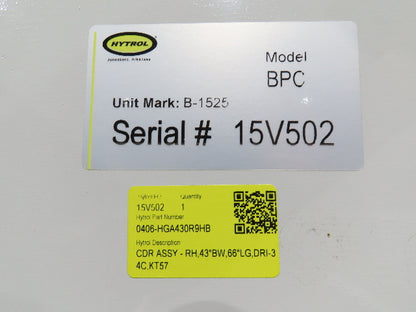 HYTROL
Jonesboro, Arkansas
Model
BPC
Unit Mark: B-1525
Serial # 15V502
Hytrol Quantity
15V502 1
Hytrol Part Number
0406-HGA430R9HB
Hytrol Description
CDR ASSY - RH,43"BW,66"LG,DRI-3
4C,KT57